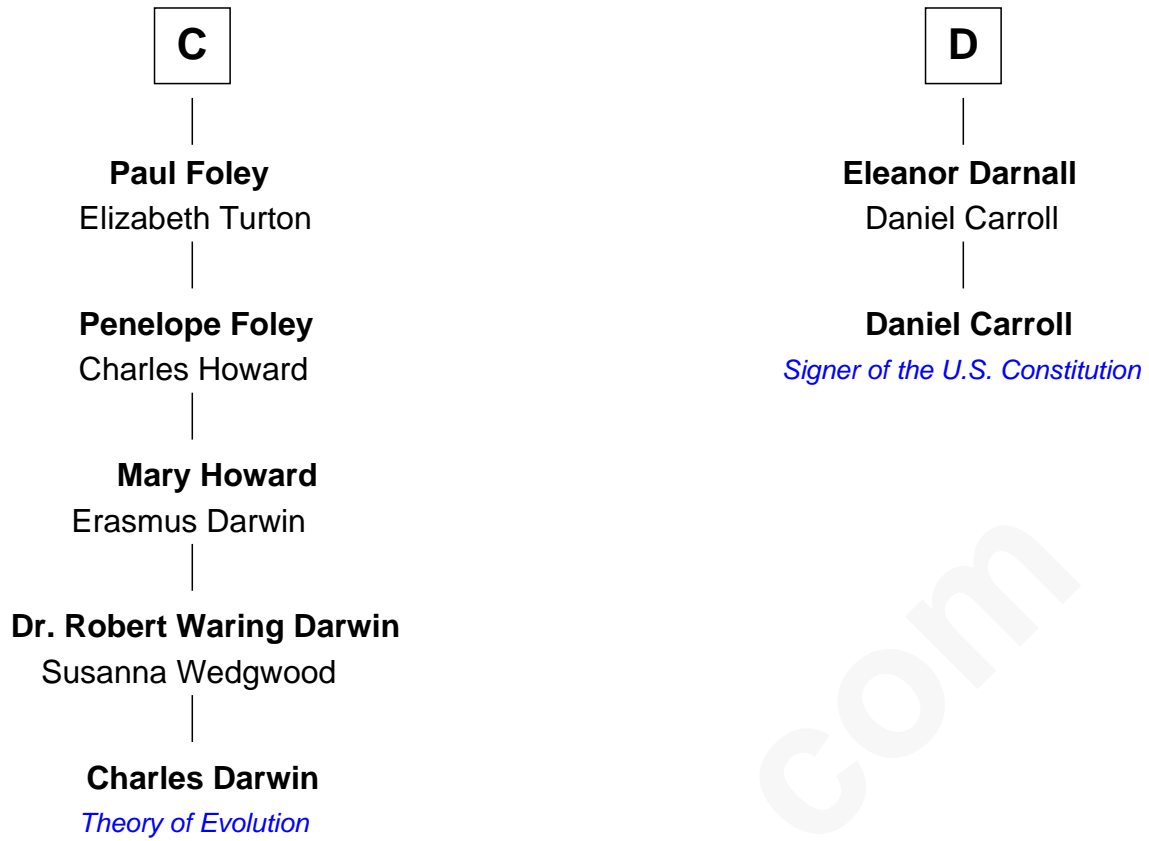 C
Paul Foley
Elizabeth Turton
Penelope Foley
Charles Howard
Mary Howard
Erasmus Darwin
Dr. Robert Waring Darwin
Susanna Wedgwood
Charles Darwin
Theory of Evolution
D
Eleanor Darnall
Daniel Carroll
Daniel Carroll
Signer of the U.S. Constitution
com